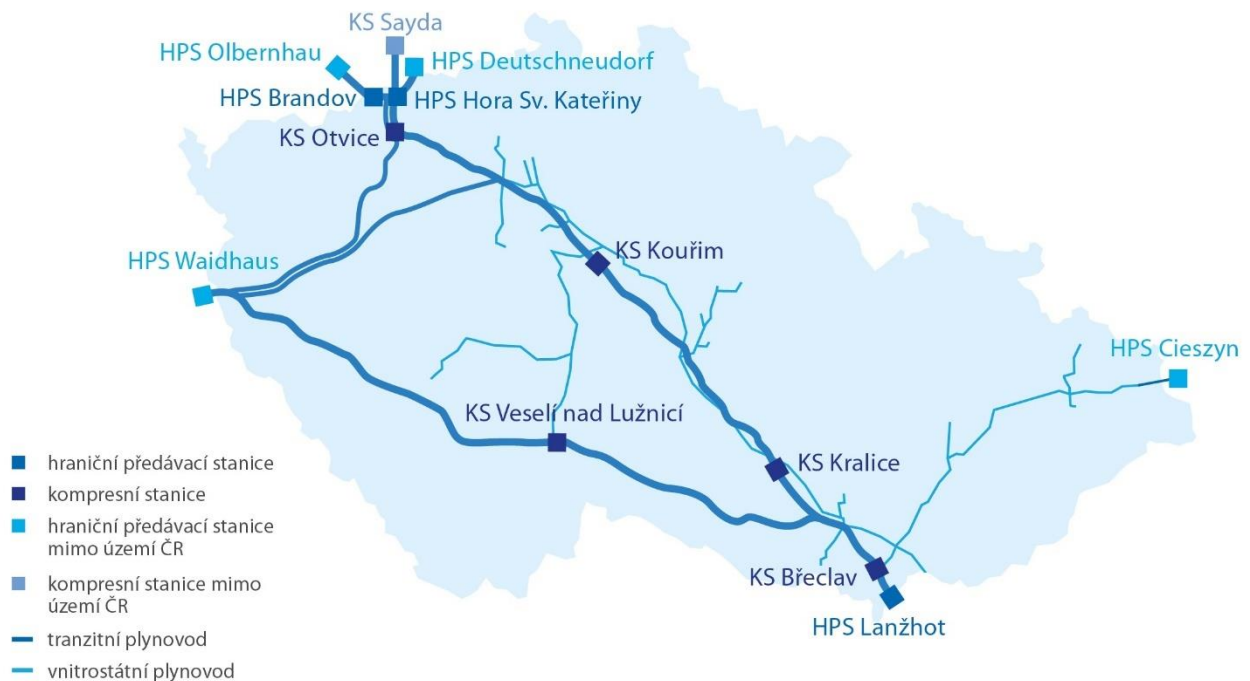 KS Sayda
HPS Olbernhau
HPS Deutschneudorf
HPS Brandov
HPS Hora Sv. Kateřiny
KS Otvice
KS Kouřim
HPS Waidhaus
HPS Cieszyn
KS Veselí nad Lužnicí
KS Kralice
KS Břeclav
HPS Lanžhot
hraniční předávací stanice
kompresní stanice
hraniční předávací stanice
mimo území ČR
kompresní stanice mimo
území ČR
tranzitní plynovod
vnitrostátní plynovod